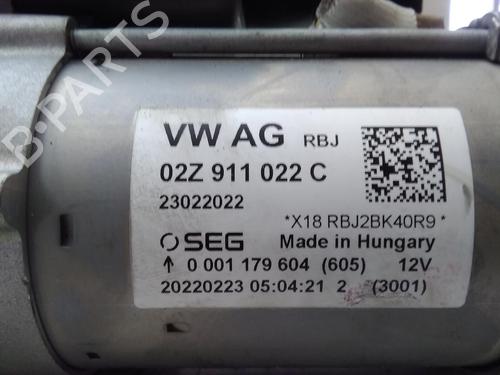 B-PARTS
VW AG RBJ
02Z 911 022 C
23022022
*X18 RBJ2BK40R9*
SEG Made in Hungary
↑ 0 001 179 604 (605) 12V
20220223 05:04:21 2 (3001)